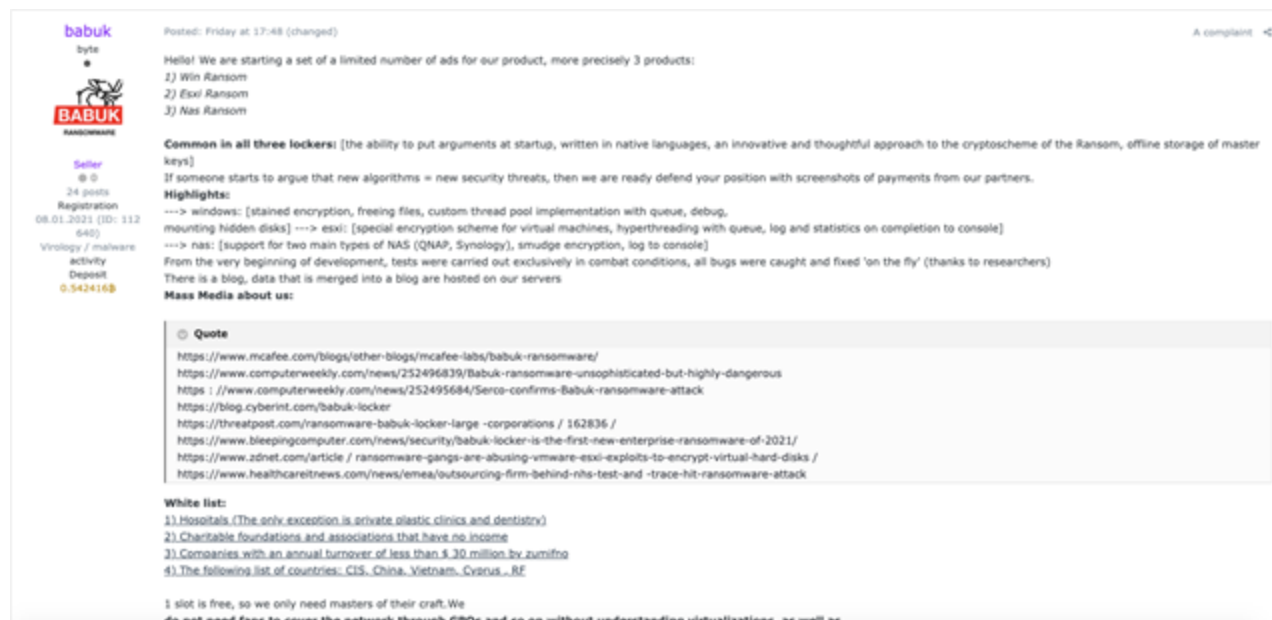 babuk
byte
BABUK
RANSOMWARE
Seller
0
24 posts
Registration
08.01.2021 (ID: 112
640)
Virology / malware
activity
Deposit
0.542416฿
Posted: Friday at 17:48 (changed)
A complaint
Hello! We are starting a set of a limited number of ads for our product, more precisely 3 products:
1) Win Ransom
2) Esxi Ransom
3) Nas Ransom
Common in all three lockers: [the ability to put arguments at startup, written in native languages, an innovative and thoughtful approach to the cryptoscheme of the Ransom, offline storage of master
keys]
If someone starts to argue that new algorithms = new security threats, then we are ready defend your position with screenshots of payments from our partners.
Highlights:
---> windows: [stained encryption, freeing files, custom thread pool implementation with queue, debug,
mounting hidden disks] ---> esxi: [special encryption scheme for virtual machines, hyperthreading with queue, log and statistics on completion to console]
---> nas: [support for two main types of NAS (QNAP, Synology), smudge encryption, log to console]
From the very beginning of development, tests were carried out exclusively in combat conditions, all bugs were caught and fixed 'on the fly' (thanks to researchers)
There is a blog, data that is merged into a blog are hosted on our servers
Mass Media about us:
Quote
https://www.mcafee.com/blogs/other-blogs/mcafee-labs/babuk-ransomware/
https://www.computerweekly.com/news/252496839/Babuk-ransomware-unsophisticated-but-highly-dangerous
https : //www.computerweekly.com/news/252495684/Serco-confirms-Babuk-ransomware-attack
https://blog.cyberint.com/babuk-locker
https://threatpost.com/ransomware-babuk-locker-large -corporations / 162836 /
https://www.bleepingcomputer.com/news/security/babuk-locker-is-the-first-new-enterprise-ransomware-of-2021/
https://www.zdnet.com/article / ransomware-gangs-are-abusing-vmware-esxi-exploits-to-encrypt-virtual-hard-disks /
https://www.healthcareitnews.com/news/emea/outsourcing-firm-behind-nhs-test-and -trace-hit-ransomware-attack
White list:
1) Hospitals (The only exception is private plastic clinics and dentistry)
2) Charitable foundations and associations that have no income
3) Companies with an annual turnover of less than $ 30 million by zumifno
4) The following list of countries: CIS, China, Vietnam, Cyprus , RF
1 slot is free, so we only need masters of their craft.We
do not need fans to cover the network through GPOs and so on without understanding virtualizations, as well as